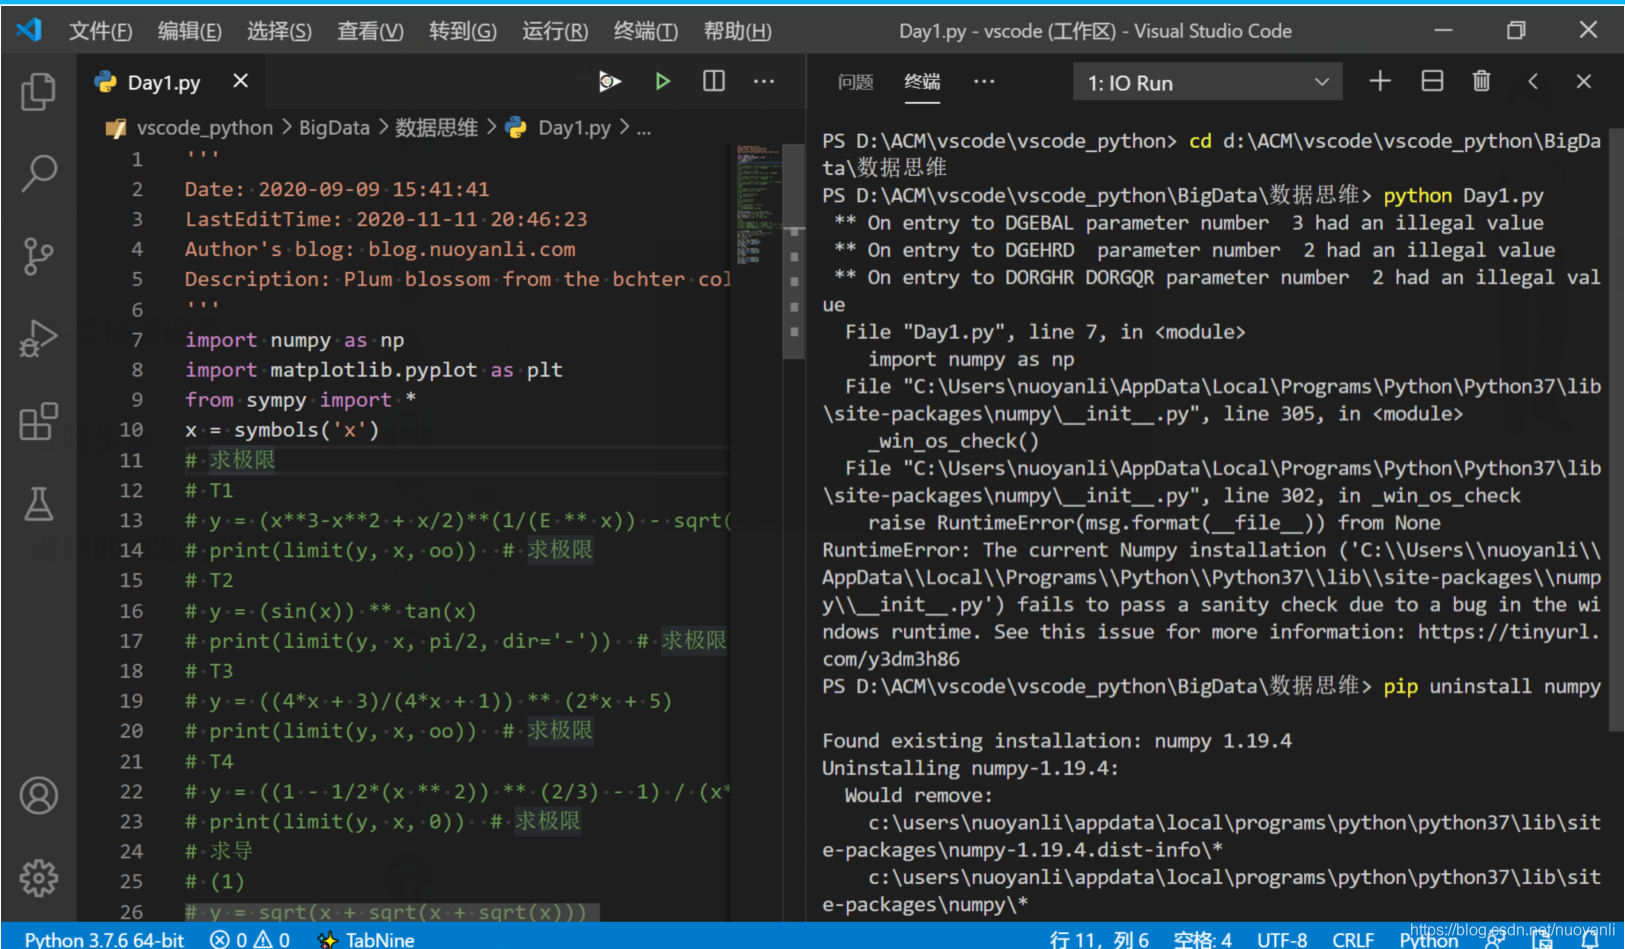 文件(F) 编辑(E) 选择(S) 查看(V) 转到(G) 运行(R) 终端(T) 帮助(H) Day1.py - vscode (工作区) - Visual Studio Code
Day1.py
vscode_python > BigData > 数据思维 > Day1.py > ...
1 '''
2 Date: 2020-09-09 15:41:41
3 LastEditTime: 2020-11-11 20:46:23
4 Author's blog: blog.nuoyanli.com
5 Description: Plum blossom from the bchter col
6 '''
7 import numpy as np
8 import matplotlib.pyplot as plt
9 from sympy import *
10 x = symbols('x')
11 # 求极限
12 # T1
13 # y = (x**3-x**2 + x/2)**(1/(E ** x)) - sqrt(
14 # print(limit(y, x, oo))  # 求极限
15 # T2
16 # y = (sin(x)) ** tan(x)
17 # print(limit(y, x, pi/2, dir='-'))  # 求极限
18 # T3
19 # y = ((4*x + 3)/(4*x + 1)) ** (2*x + 5)
20 # print(limit(y, x, oo))  # 求极限
21 # T4
22 # y = ((1 - 1/2*(x ** 2)) ** (2/3) - 1) / (x*
23 # print(limit(y, x, 0))  # 求极限
24 # 求导
25 # (1)
26 # y = sqrt(x + sqrt(x + sqrt(x)))
问题 终端 ··· 1: IO Run
PS D:\ACM\vscode\vscode_python> cd d:\ACM\vscode\vscode_python\BigDa
ta\数据思维
PS D:\ACM\vscode\vscode_python\BigData\数据思维> python Day1.py
 ** On entry to DGEBAL parameter number  3 had an illegal value
 ** On entry to DGEHRD  parameter number  2 had an illegal value
 ** On entry to DORGHR DORGQR parameter number  2 had an illegal val
ue
  File "Day1.py", line 7, in <module>
    import numpy as np
  File "C:\Users\nuoyanli\AppData\Local\Programs\Python\Python37\lib
\site-packages\numpy\__init__.py", line 305, in <module>
    _win_os_check()
  File "C:\Users\nuoyanli\AppData\Local\Programs\Python\Python37\lib
\site-packages\numpy\__init__.py", line 302, in _win_os_check
    raise RuntimeError(msg.format(__file__)) from None
RuntimeError: The current Numpy installation ('C:\\Users\\nuoyanli\\
AppData\\Local\\Programs\\Python\\Python37\\lib\\site-packages\\nump
y\\__init__.py') fails to pass a sanity check due to a bug in the wi
ndows runtime. See this issue for more information: https://tinyurl.
com/y3dm3h86
PS D:\ACM\vscode\vscode_python\BigData\数据思维> pip uninstall numpy
Found existing installation: numpy 1.19.4
Uninstalling numpy-1.19.4:
  Would remove:
    c:\users\nuoyanli\appdata\local\programs\python\python37\lib\sit
e-packages\numpy-1.19.4.dist-info\*
    c:\users\nuoyanli\appdata\local\programs\python\python37\lib\sit
e-packages\numpy\*
Python 3.7.6 64-bit 0 0 TabNine 行 11, 列 6 空格: 4 UTF-8 CRLF Python
https://blog.csdn.net/nuoyanli